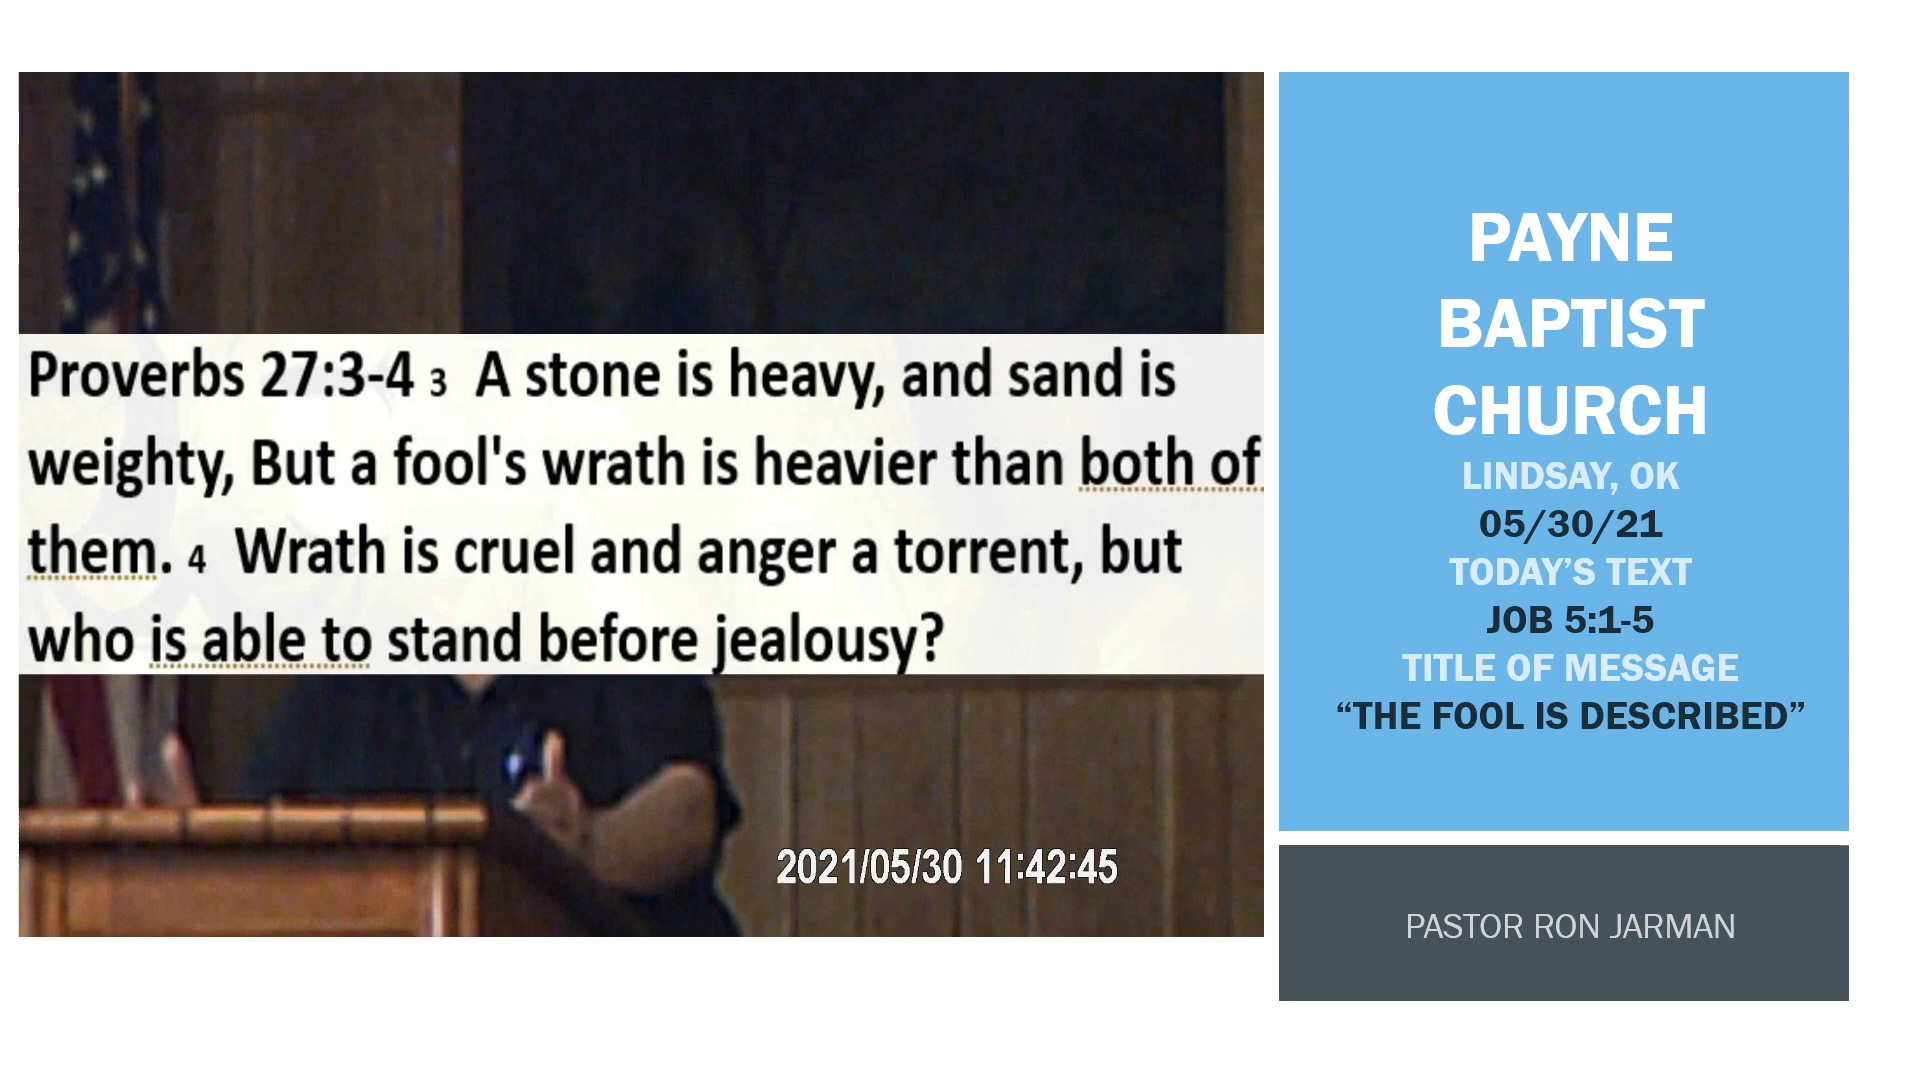 Proverbs 27:3-4 3 A stone is heavy, and sand is
weighty, But a fool's wrath is heavier than both of
them. 4 Wrath is cruel and anger a torrent, but
who is able to stand before jealousy?
2021/05/30 11:42:45
PAYNE
BAPTIST
CHURCH
LINDSAY, OK
05/30/21
TODAY’S TEXT
JOB 5:1-5
TITLE OF MESSAGE
“THE FOOL IS DESCRIBED”
PASTOR RON JARMAN